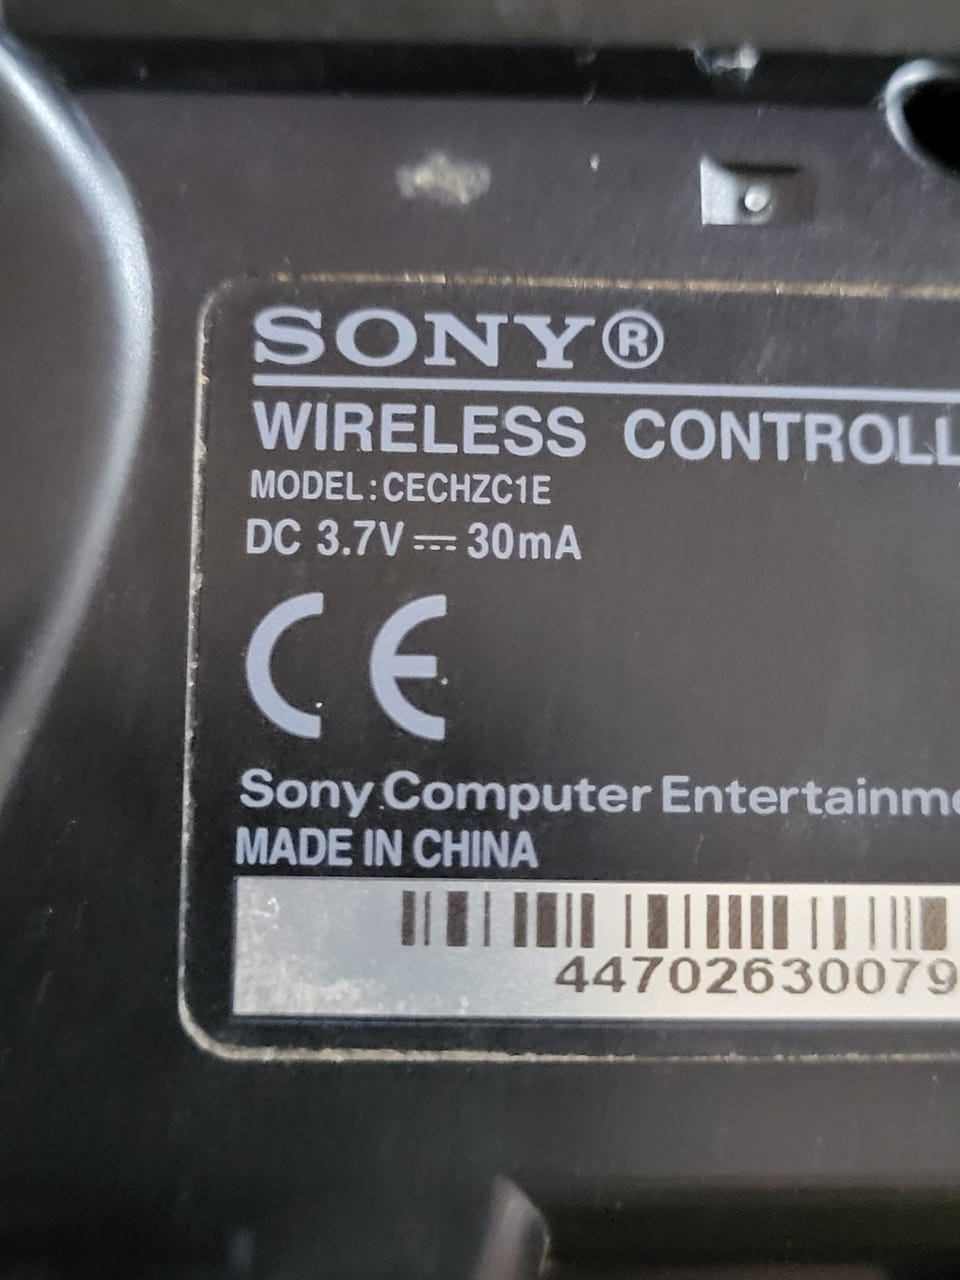 SONY®
WIRELESS CONTROLL
MODEL:CECHZC1E
DC 3.7V ⎓ 30mA
CE
Sony Computer Entertainme
MADE IN CHINA
44702630079